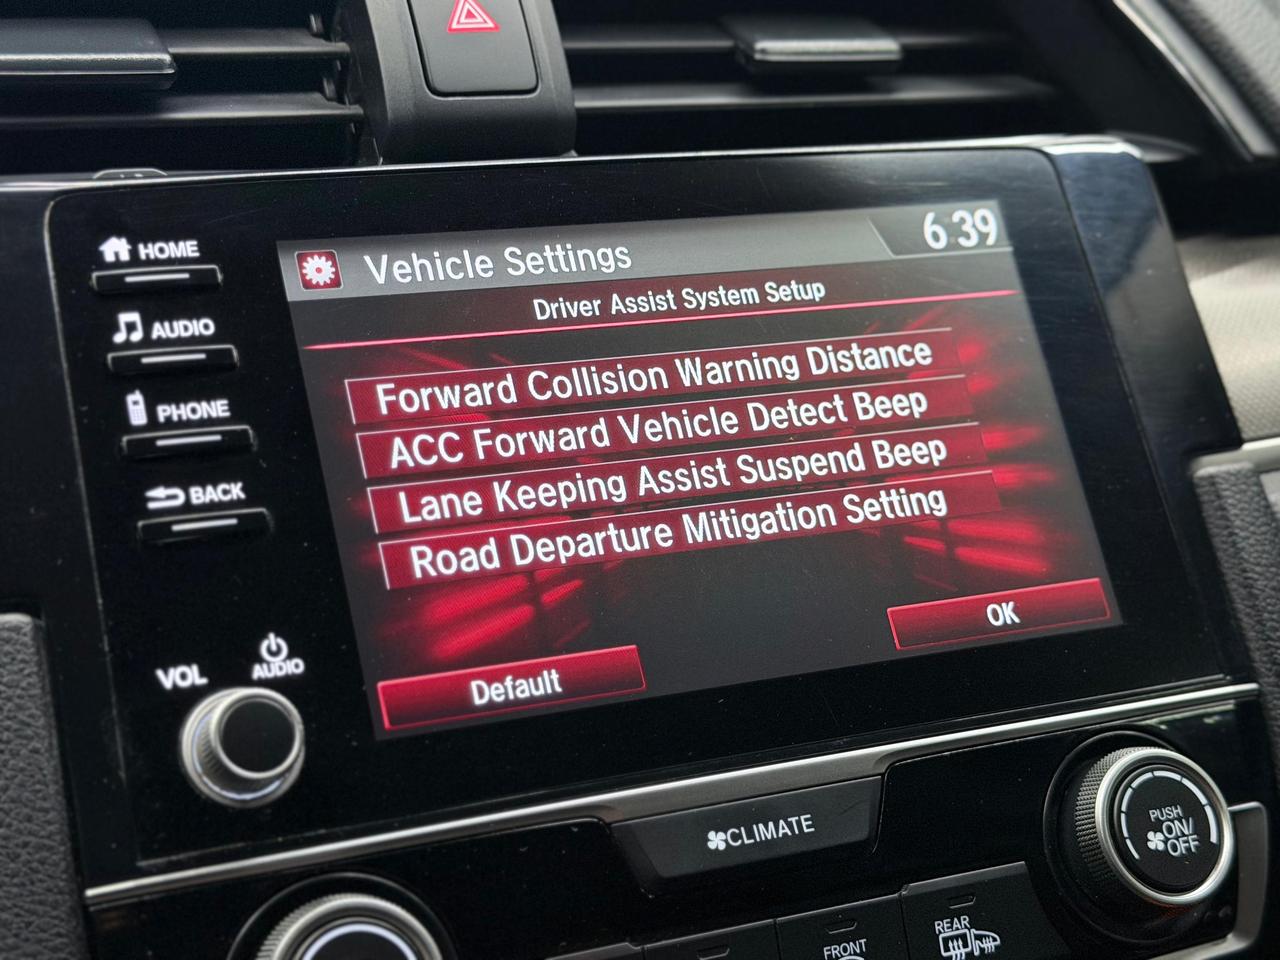 HOME
AUDIO
PHONE
BACK
VOL
AUDIO
Vehicle Settings
6:39
Driver Assist System Setup
Forward Collision Warning Distance
ACC Forward Vehicle Detect Beep
Lane Keeping Assist Suspend Beep
Road Departure Mitigation Setting
OK
Default
CLIMATE
PUSH
ON/
OFF
FRONT
REAR